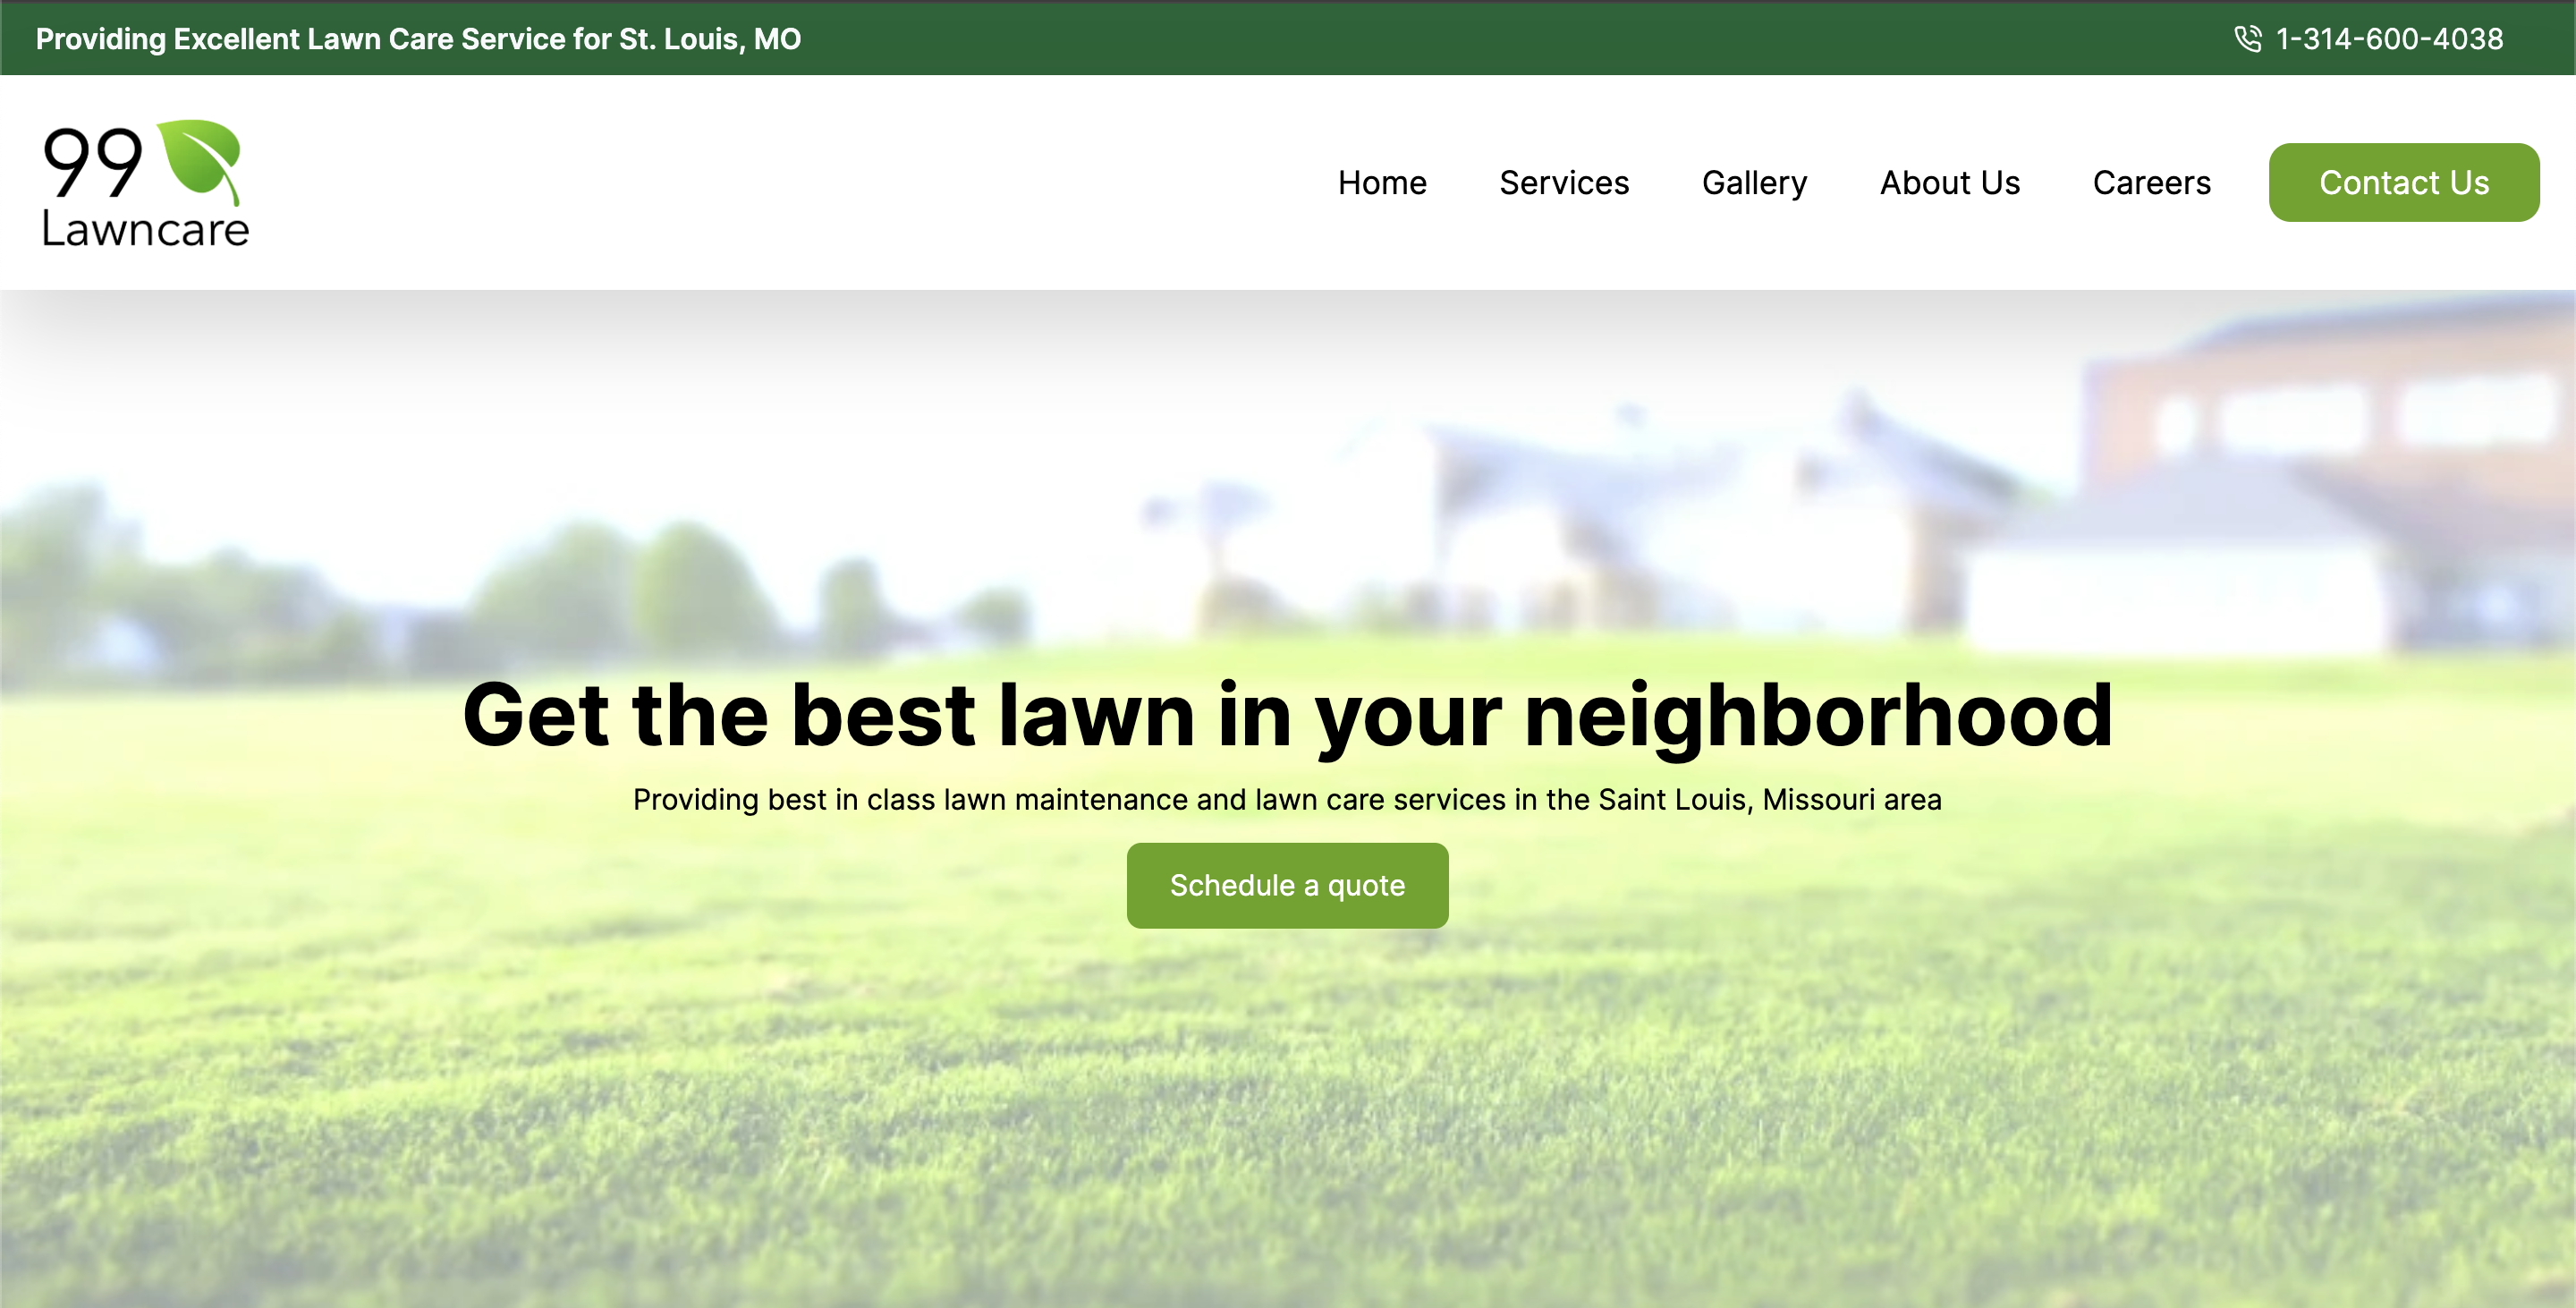 Providing Excellent Lawn Care Service for St. Louis, MO
1-314-600-4038
99
Lawncare
Home
Services
Gallery
About Us
Careers
Contact Us
Get the best lawn in your neighborhood
Providing best in class lawn maintenance and lawn care services in the Saint Louis, Missouri area
Schedule a quote